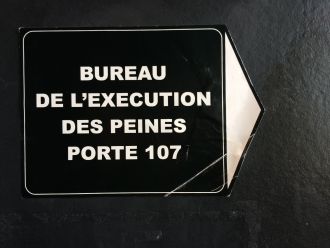 BUREAU
DE L'EXECUTION
DES PEINES
PORTE 107